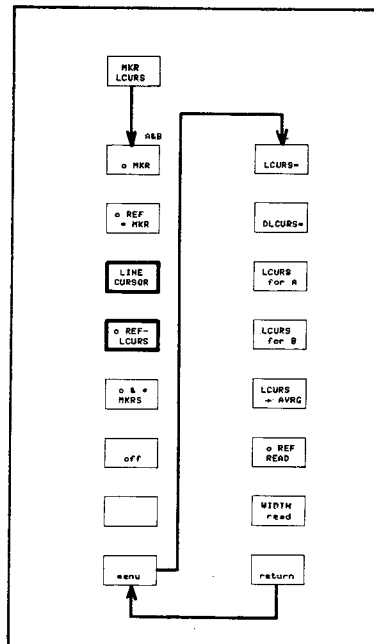 MKR
LCURS
A&B
o MKR
o REF
* MKR
LINE
CURSOR
o REF-
LCURS
o & *
MKRS
off
menu
LCURS=
DLCURS=
LCURS
for A
LCURS
for B
LCURS
→ AVRG
o REF
READ
WIDTH
read
return